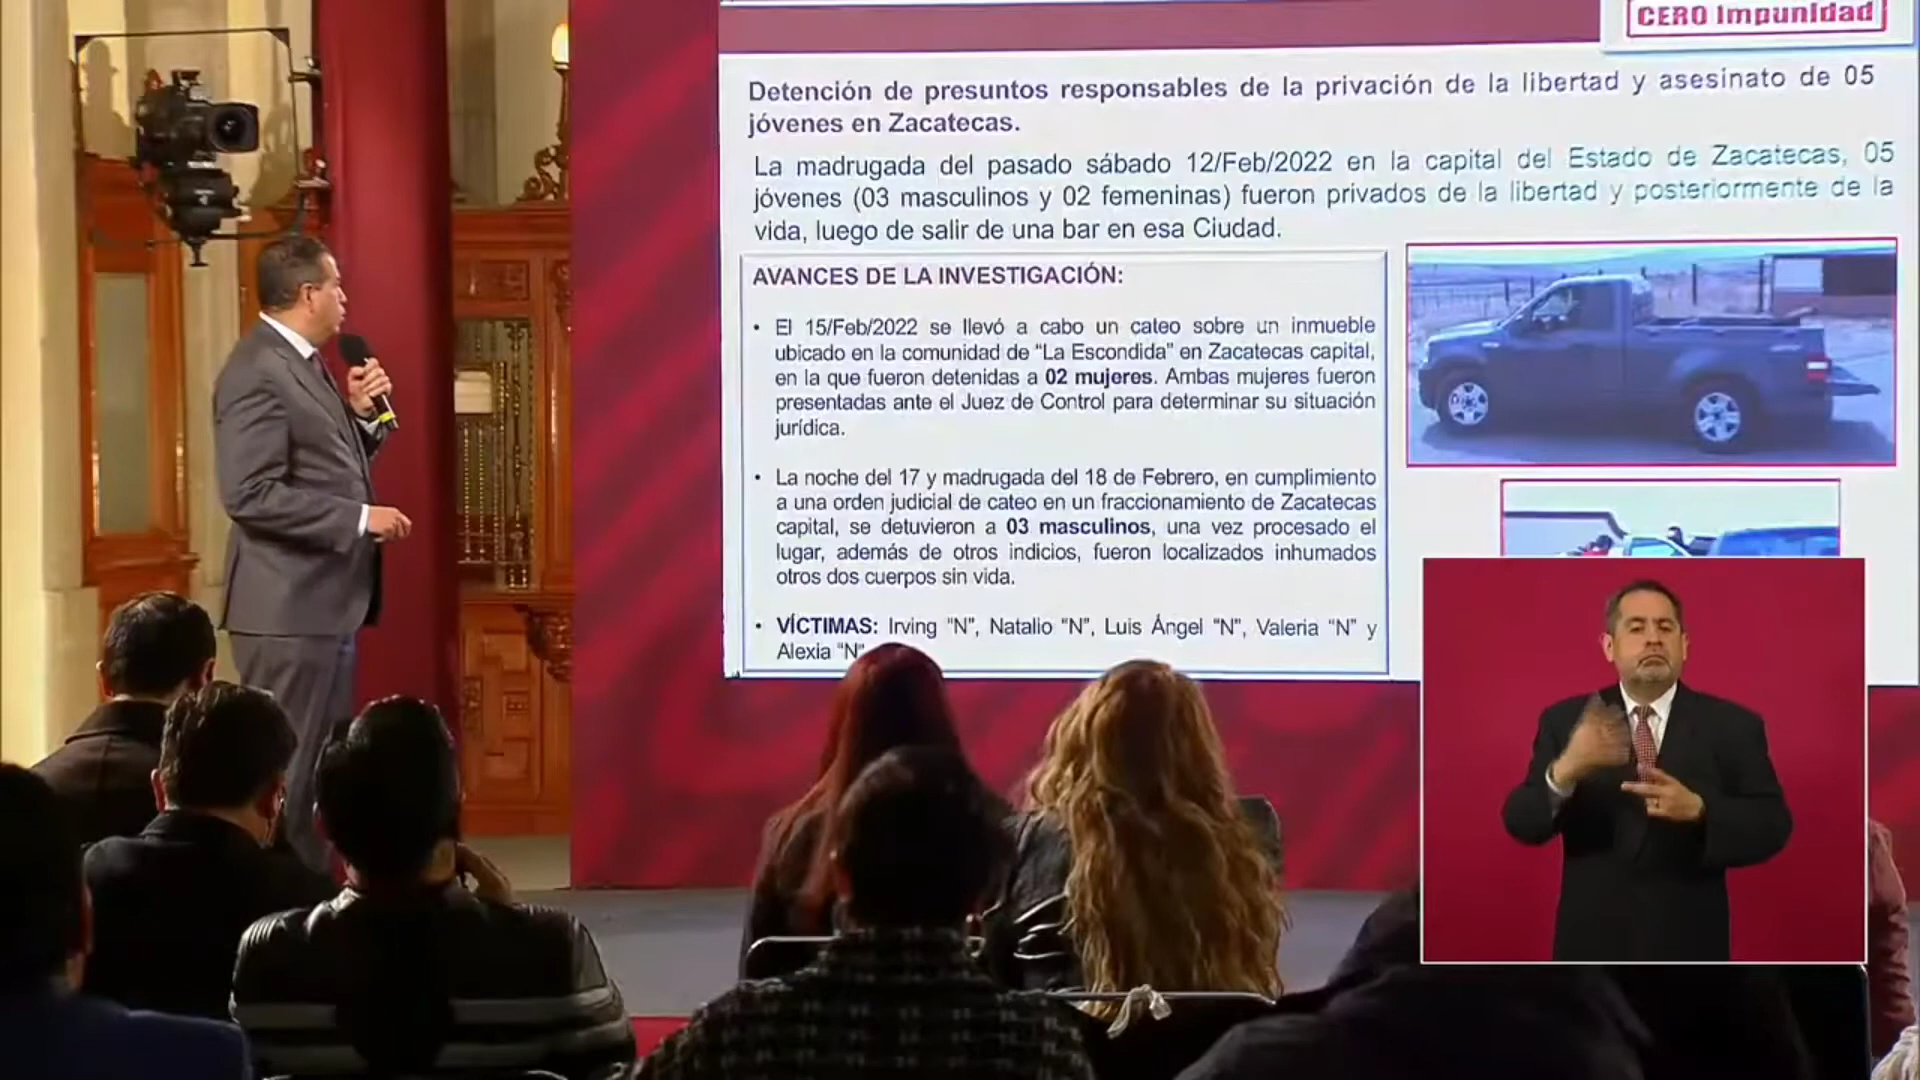 CERO Impunidad
Detención de presuntos responsables de la privación de la libertad y asesinato de 05
jóvenes en Zacatecas.
La madrugada del pasado sábado 12/Feb/2022 en la capital del Estado de Zacatecas, 05
jóvenes (03 masculinos y 02 femeninas) fueron privados de la libertad y posteriormente de la
vida, luego de salir de una bar en esa Ciudad.
AVANCES DE LA INVESTIGACIÓN:
• El 15/Feb/2022 se llevó a cabo un cateo sobre un inmueble
ubicado en la comunidad de “La Escondida” en Zacatecas capital,
en la que fueron detenidas a 02 mujeres. Ambas mujeres fueron
presentadas ante el Juez de Control para determinar su situación
jurídica.
• La noche del 17 y madrugada del 18 de Febrero, en cumplimiento
a una orden judicial de cateo en un fraccionamiento de Zacatecas
capital, se detuvieron a 03 masculinos, una vez procesado el
lugar, además de otros indicios, fueron localizados inhumados
otros dos cuerpos sin vida.
• VÍCTIMAS: Irving “N”, Natalio “N”, Luis Ángel “N”, Valeria “N” y
Alexia “N”